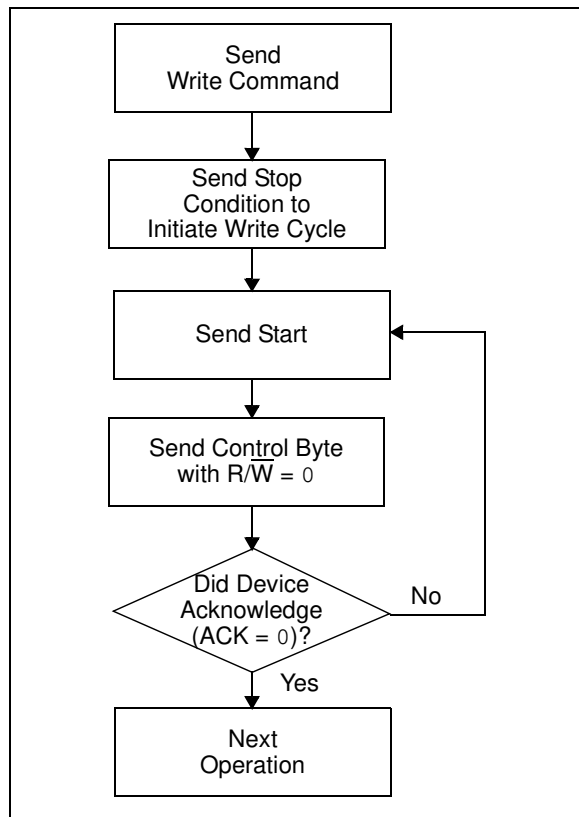 Send
Write Command
Send Stop
Condition to
Initiate Write Cycle
Send Start
Send Control Byte
with R/W̅ = 0
Did Device
Acknowledge
(ACK = 0)?
No
Yes
Next
Operation